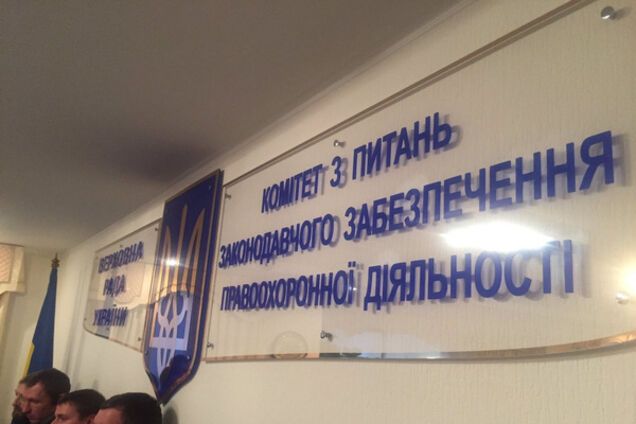 ВЕРХОВНА
РАДА
УКРАЇНИ
КОМІТЕТ З ПИТАНЬ
ЗАКОНОДАВЧОГО ЗАБЕЗПЕЧЕННЯ
ПРАВООХОРОННОЇ ДІЯЛЬНОСТІ